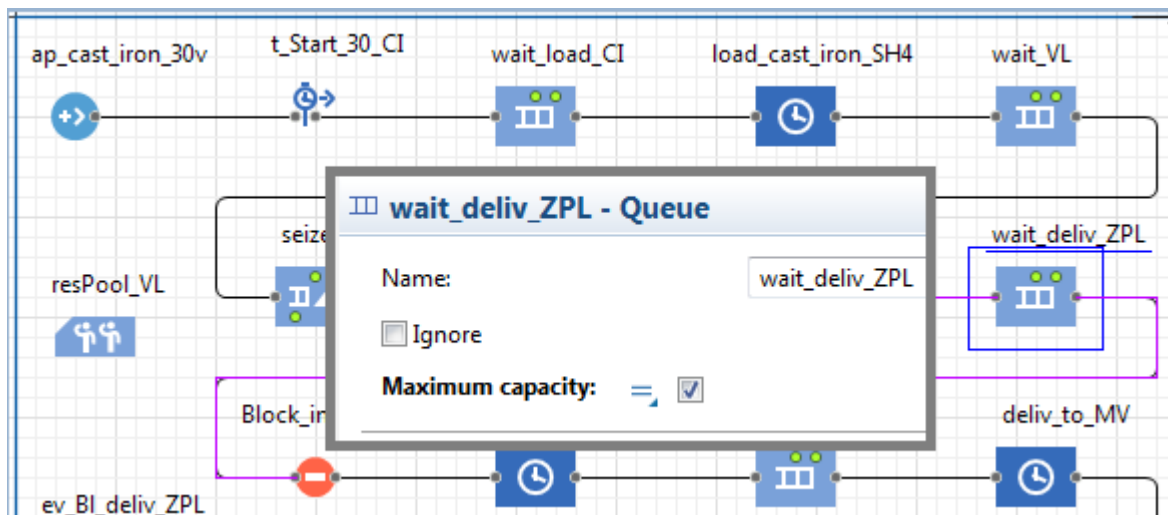 ap_cast_iron_30v t_Start_30_CI wait_load_CI load_cast_iron_SH4 wait_VL
wait_deliv_ZPL - Queue
seize wait_deliv_ZPL
Name: wait_deliv_ZPL
resPool_VL
Ignore
Maximum capacity: =
Block_in deliv_to_MV
ev_Bl_deliv_ZPL